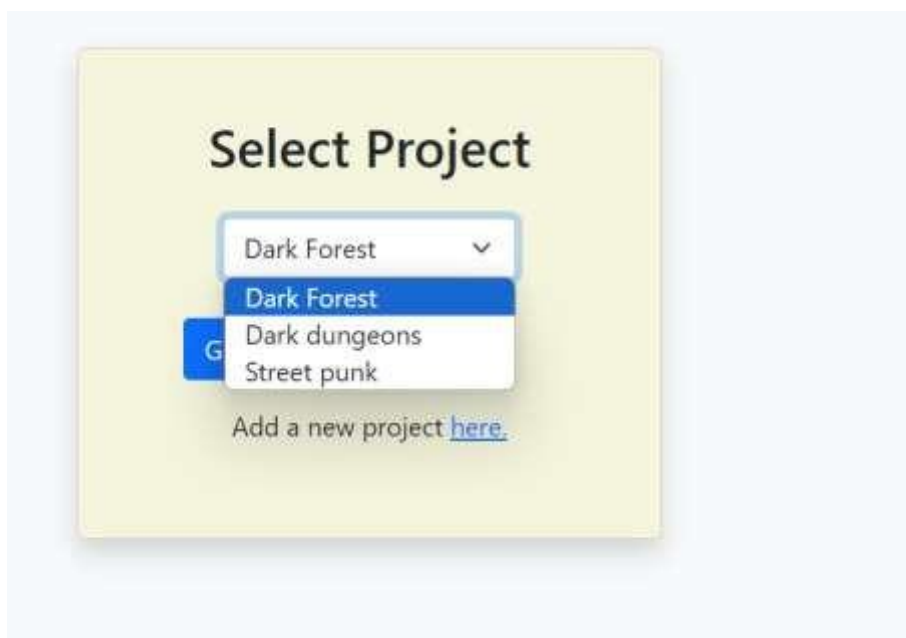 Select Project
Dark Forest
Dark Forest
Dark dungeons
Street punk
Add a new project here.